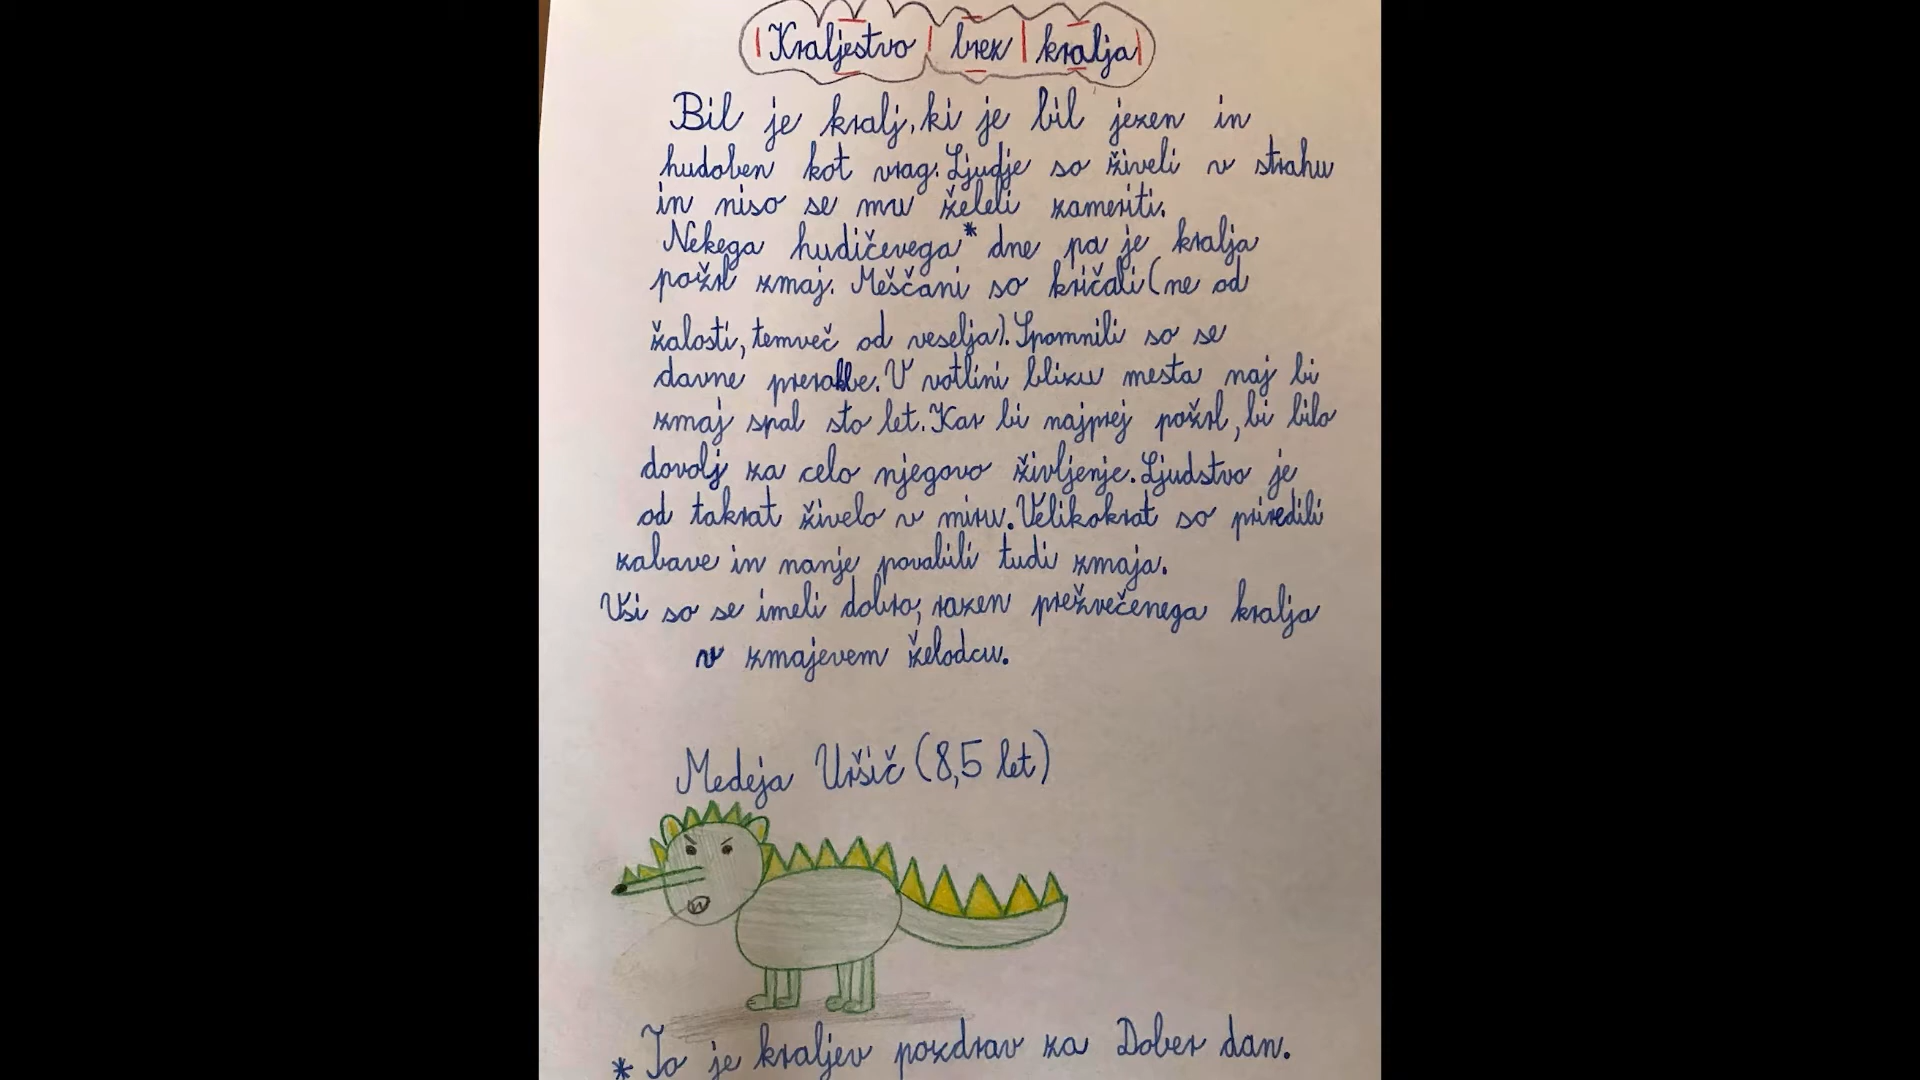 Kraljestvo brez kralja
Bil je kralj, ki je bil jezen in
hudoben kot vrag. Ljudje so živeli v strahu
in niso se mu želeli zameriti.
Nekega hudičevega* dne pa je kralja
požrl zmaj. Meščani so kričali (ne od
žalosti, temveč od veselja). Spomnili so se
davne prerokbe. V votlini blizu mesta naj bi
zmaj spal sto let. Kar bi najprej požrl, bi bilo
dovolj za celo njegovo življenje. Ljudstvo je
od takrat živelo v miru. Velikokrat so priredili
zabave in nanje povabili tudi zmaja.
Vsi so se imeli dobro, razen prežvečenega kralja
v zmajevem želodcu.
Medeja Uršič (8,5 let)
* To je kraljev pozdrav za Dober dan.